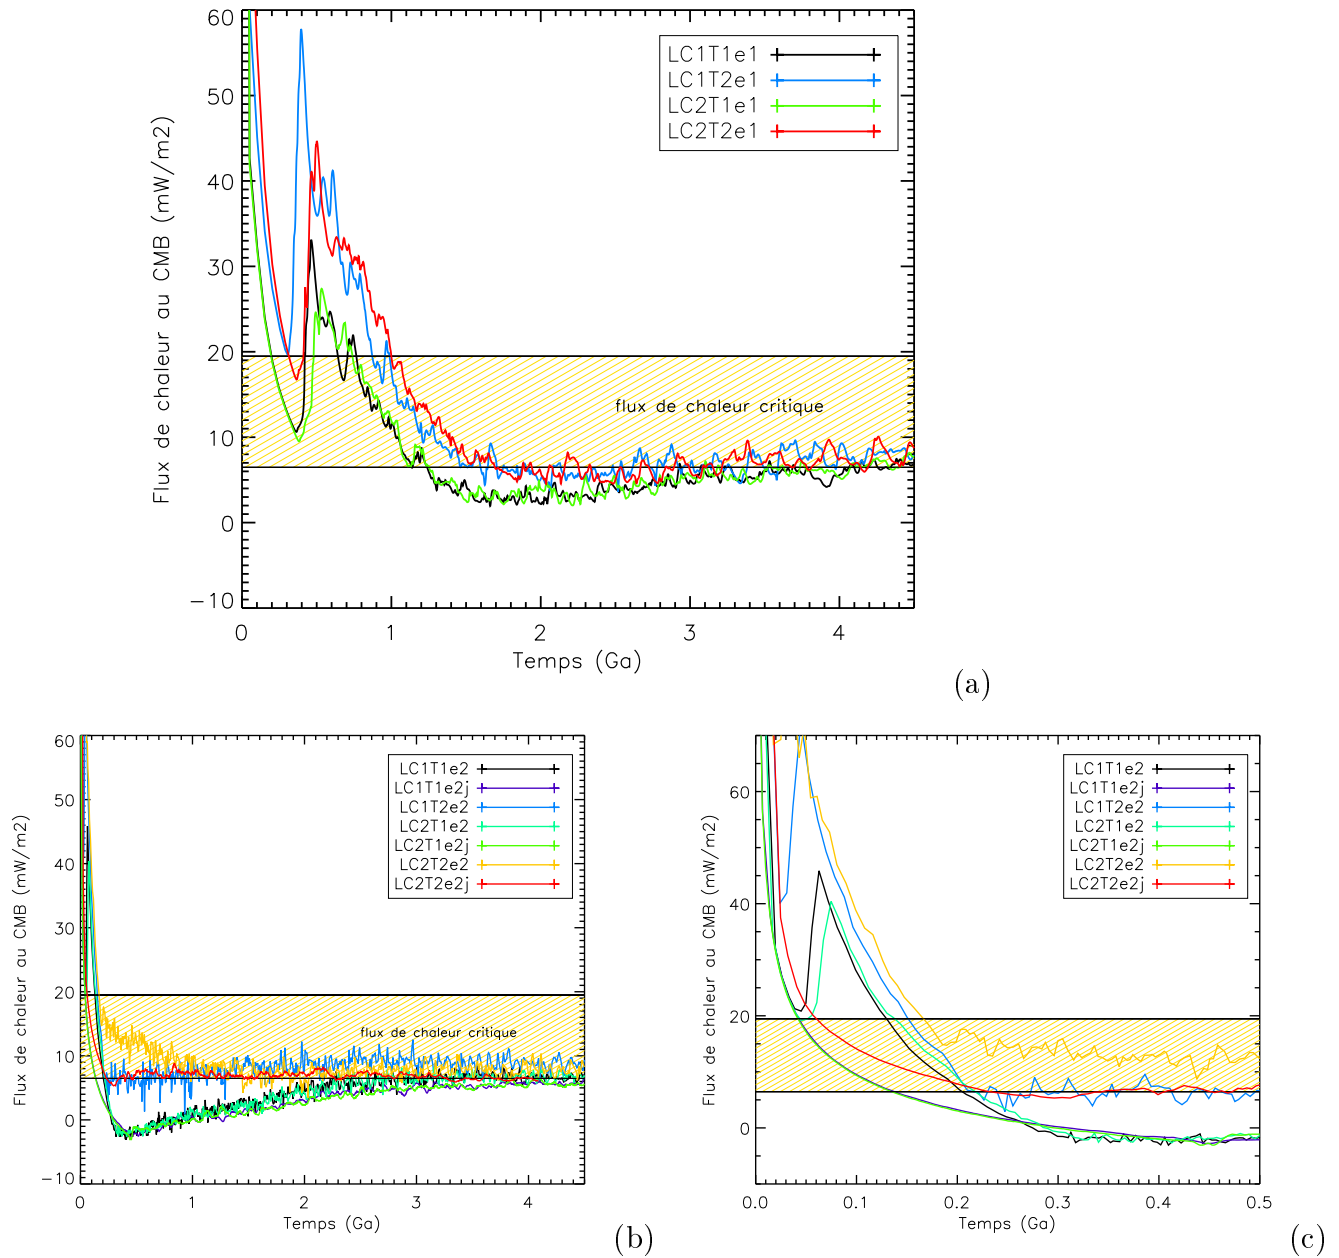 60
50
40
30
20
10
0
−10
Flux de chaleur au CMB (mW/m2)
LC1T1e1
LC1T2e1
LC2T1e1
LC2T2e1
flux de chaleur critique
0 1 2 3 4
Temps (Ga)
(a)
60
50
40
30
20
10
0
−10
Flux de chaleur au CMB (mW/m2)
LC1T1e2
LC1T1e2j
LC1T2e2
LC2T1e2
LC2T1e2j
LC2T2e2
LC2T2e2j
flux de chaleur critique
0 1 2 3 4
Temps (Ga)
(b)
60
40
20
0
Flux de chaleur au CMB (mW/m2)
LC1T1e2
LC1T1e2j
LC1T2e2
LC2T1e2
LC2T1e2j
LC2T2e2
LC2T2e2j
0.0 0.1 0.2 0.3 0.4 0.5
Temps (Ga)
(c)